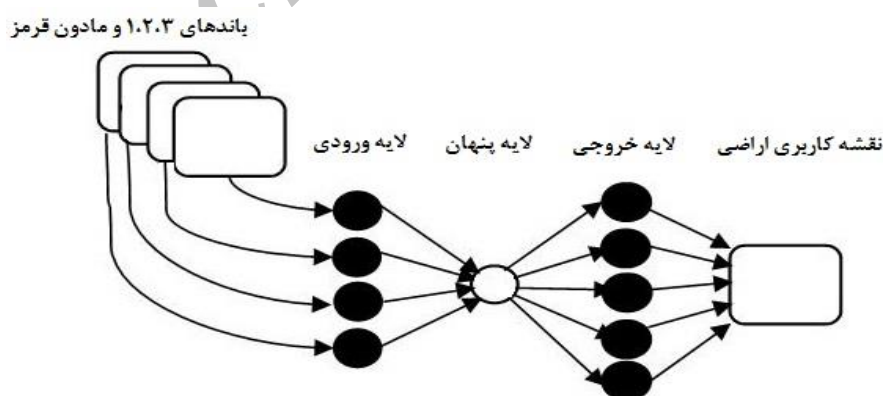 باندهای ۱.۲.۳ و مادون قرمز
نقشه کاربری اراضی لایه خروجی لایه پنهان لایه ورودی